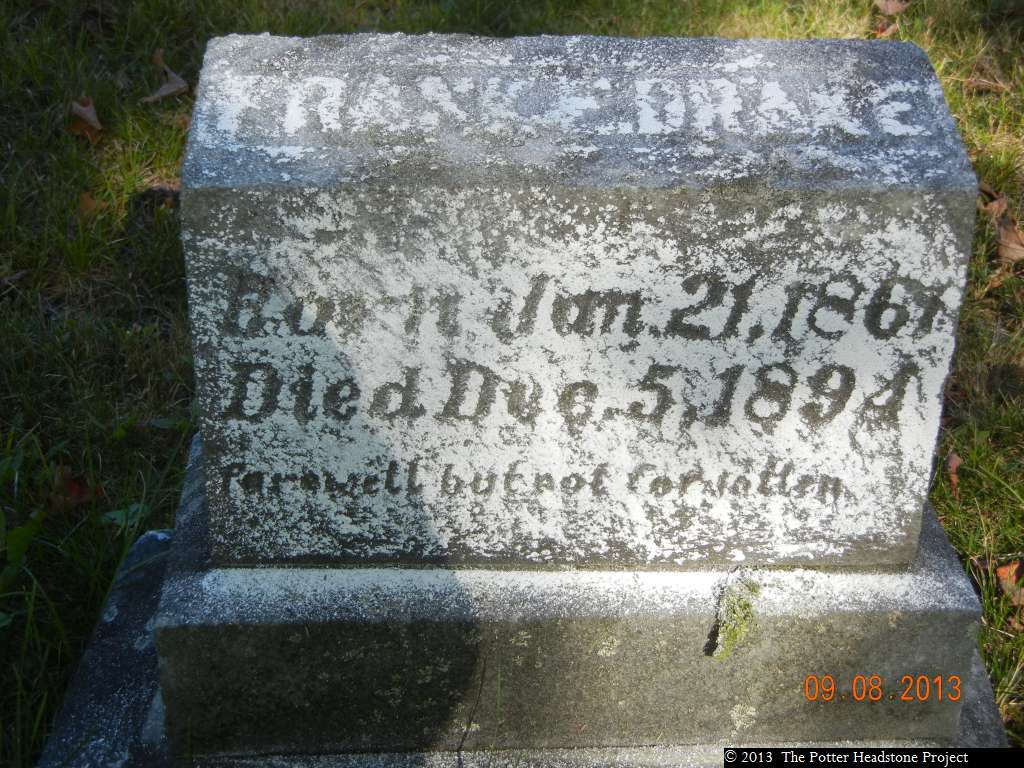 FRANK E. DRAKE
Born Jan. 21, 1861
Died Dec. 5, 1894
Farewell but not forgotten.
09.08.2013
© 2013 The Potter Headstone Project